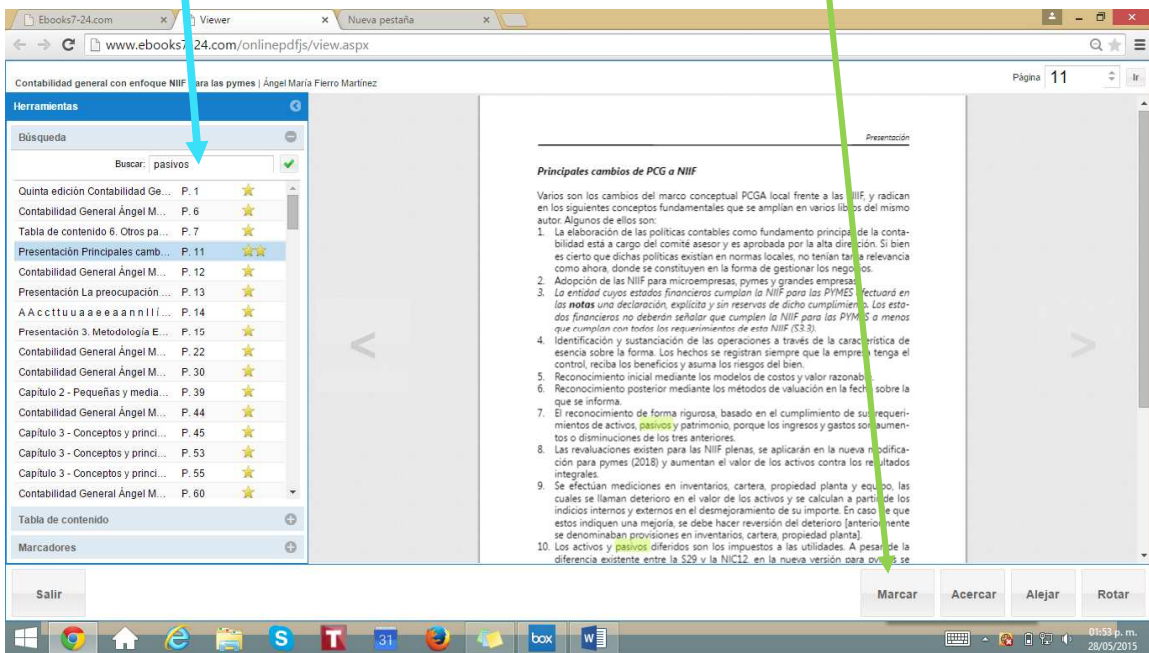 Ebooks7-24.com
Viewer
Nueva pestaña
www.ebooks7-24.com/onlinepdfjs/view.aspx
Contabilidad general con enfoque NIIF para las pymes | Ángel María Fierro Martínez
Página 11
Ir
Herramientas
Búsqueda
Buscar: pasivos
Quinta edición Contabilidad Ge... P. 1
Contabilidad General Ángel M... P. 6
Tabla de contenido 6. Otros pa... P. 7
Presentación Principales camb... P. 11
Contabilidad General Ángel M... P. 12
Presentación La preocupación ... P. 13
A A c c t t u u a a e e a a n n l l í ... P. 14
Presentación 3. Metodología E... P. 15
Contabilidad General Ángel M... P. 22
Contabilidad General Ángel M... P. 30
Capítulo 2 - Pequeñas y media... P. 39
Contabilidad General Ángel M... P. 44
Capítulo 3 - Conceptos y princi... P. 45
Capítulo 3 - Conceptos y princi... P. 53
Capítulo 3 - Conceptos y princi... P. 55
Contabilidad General Ángel M... P. 60
Tabla de contenido
Marcadores
Presentación
Principales cambios de PCG a NIIF
Varios son los cambios del marco conceptual PCGA local frente a las NIIF, y radican
en los siguientes conceptos fundamentales que se amplían en varios libros del mismo
autor. Algunos de ellos son:
1. La elaboración de las políticas contables como fundamento principal de la conta-
bilidad está a cargo del comité asesor y es aprobada por la alta dirección. Si bien
es cierto que dichas políticas existían en normas locales, no tenían tanta relevancia
como ahora, donde se constituyen en la forma de gestionar los negocios.
2. Adopción de las NIIF para microempresas, pymes y grandes empresas.
3. La entidad cuyos estados financieros cumplan la NIIF para las PYMES efectuará en
las notas una declaración, explícita y sin reservas de dicho cumplimiento. Los esta-
dos financieros no deberán señalar que cumplen la NIIF para las PYMES a menos
que cumplan con todos los requerimientos de esta NIIF (S3.3).
4. Identificación y sustanciación de las operaciones a través de la característica de
esencia sobre la forma. Los hechos se registran siempre que la empresa tenga el
control, reciba los beneficios y asuma los riesgos del bien.
5. Reconocimiento inicial mediante los modelos de costos y valor razonable.
6. Reconocimiento posterior mediante los métodos de valuación en la fecha sobre la
que se informa.
7. El reconocimiento de forma rigurosa, basado en el cumplimiento de sus requeri-
mientos de activos, pasivos y patrimonio, porque los ingresos y gastos son aumen-
tos o disminuciones de los tres anteriores.
8. Las revaluaciones existen para las NIIF plenas, se aplicarán en la nueva modifica-
ción para pymes (2018) y aumentan el valor de los activos contra los resultados
integrales.
9. Se efectúan mediciones en inventarios, cartera, propiedad planta y equipo, las
cuales se llaman deterioro en el valor de los activos y se calculan a partir de los
indicios internos y externos en el desmejoramiento de su importe. En caso de que
estos indiquen una mejoría, se debe hacer reversión del deterioro [anteriormente
se denominaban provisiones en inventarios, cartera, propiedad planta].
10. Los activos y pasivos diferidos son los impuestos a las utilidades. A pesar de la
diferencia existente entre la S29 y la NIC12, en la nueva versión para pymes se
Salir
Marcar
Acercar
Alejar
Rotar
31
box
01:53 p. m.
28/05/2015